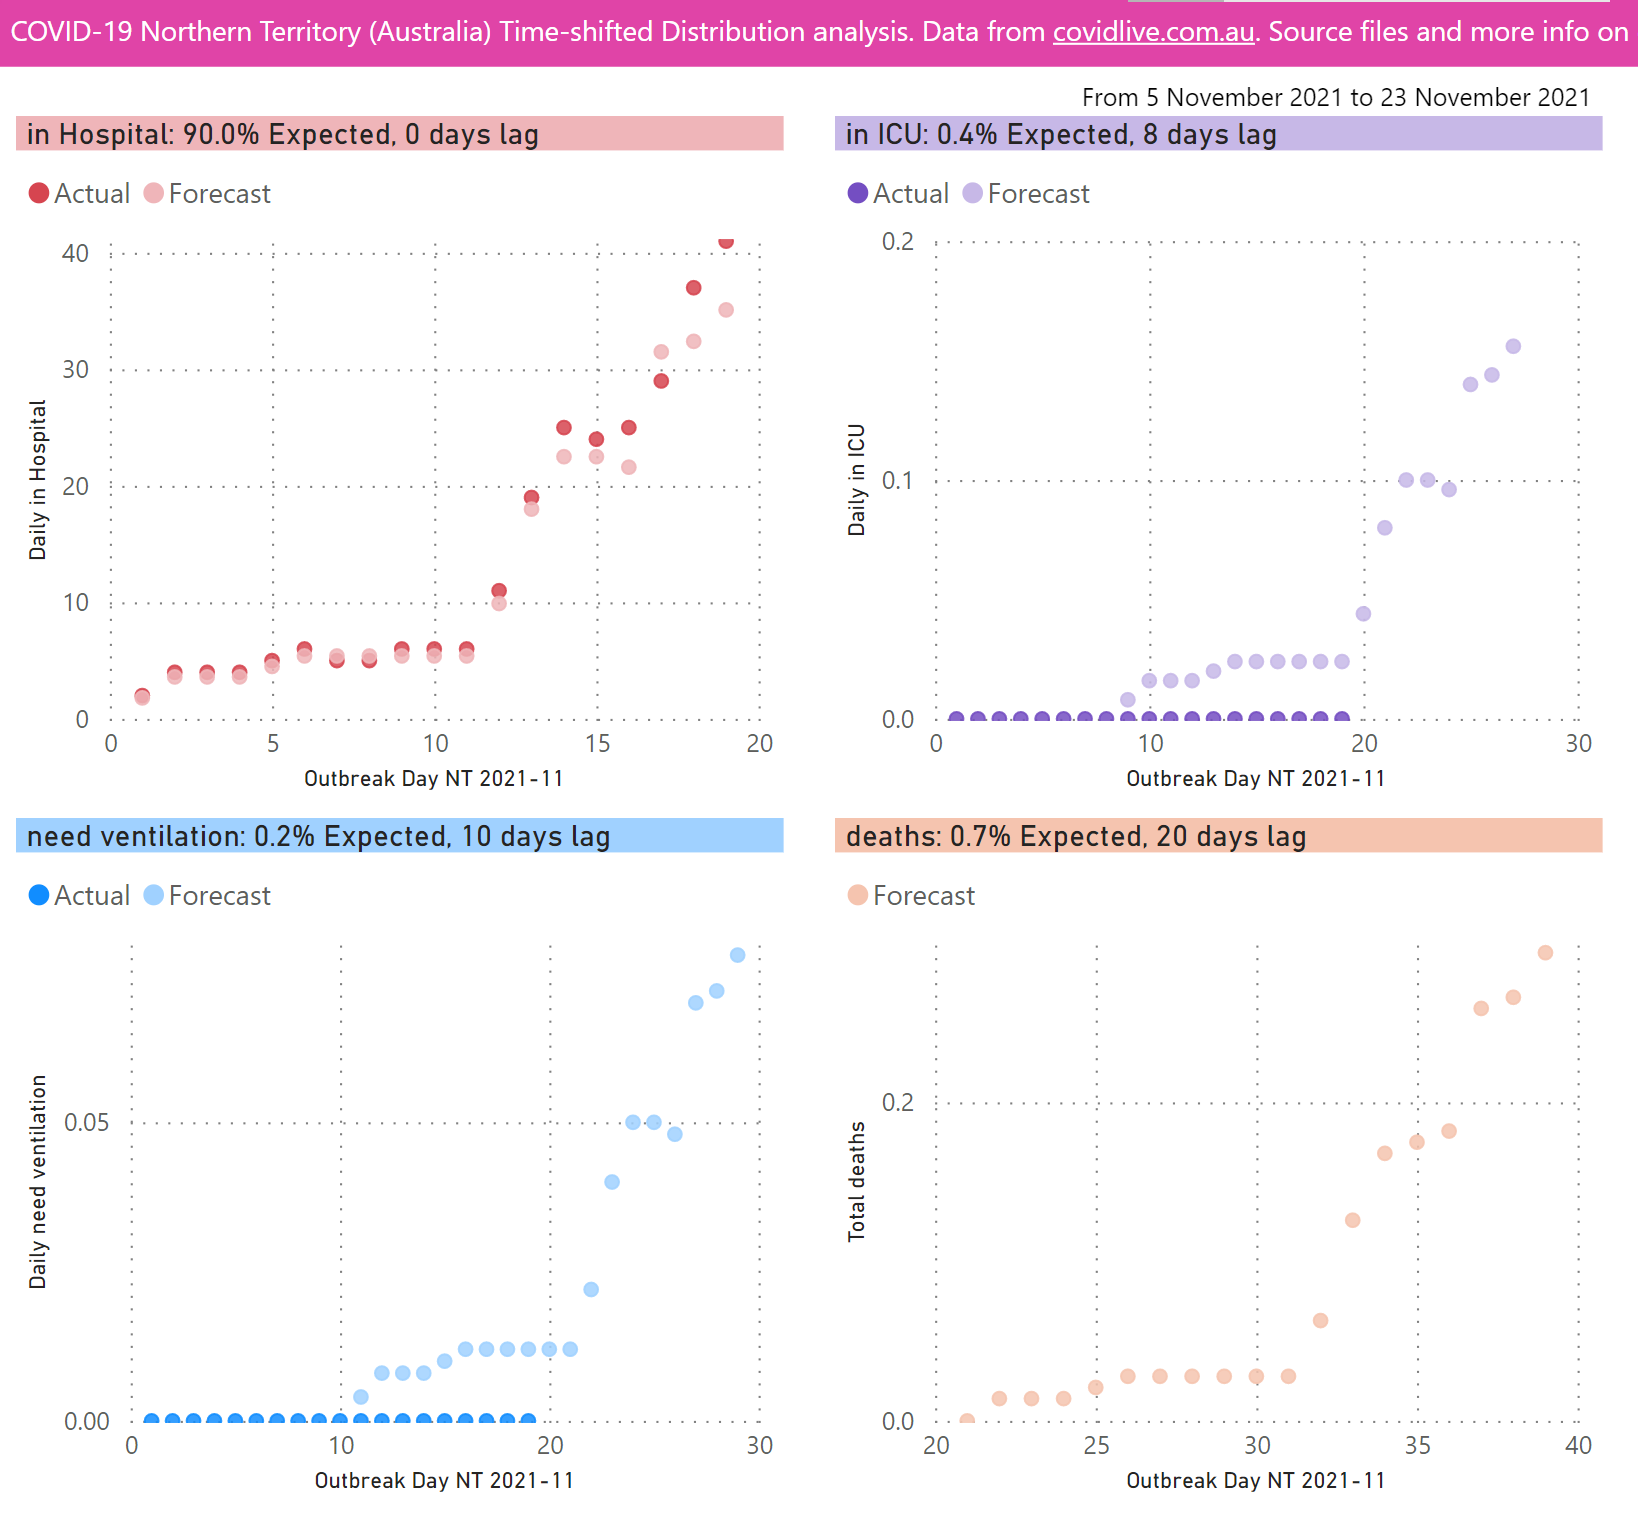 COVID-19 Northern Territory (Australia) Time-shifted Distribution analysis. Data from covidlive.com.au. Source files and more info on
From 5 November 2021 to 23 November 2021
in Hospital: 90.0% Expected, 0 days lag
Actual Forecast
40
30
20
10
0
Daily in Hospital
0 5 10 15 20
Outbreak Day NT 2021-11
in ICU: 0.4% Expected, 8 days lag
Actual Forecast
0.2
0.1
0.0
Daily in ICU
0 10 20 30
Outbreak Day NT 2021-11
need ventilation: 0.2% Expected, 10 days lag
Actual Forecast
0.05
0.00
Daily need ventilation
0 10 20 30
Outbreak Day NT 2021-11
deaths: 0.7% Expected, 20 days lag
Forecast
0.2
0.0
Total deaths
20 25 30 35 40
Outbreak Day NT 2021-11